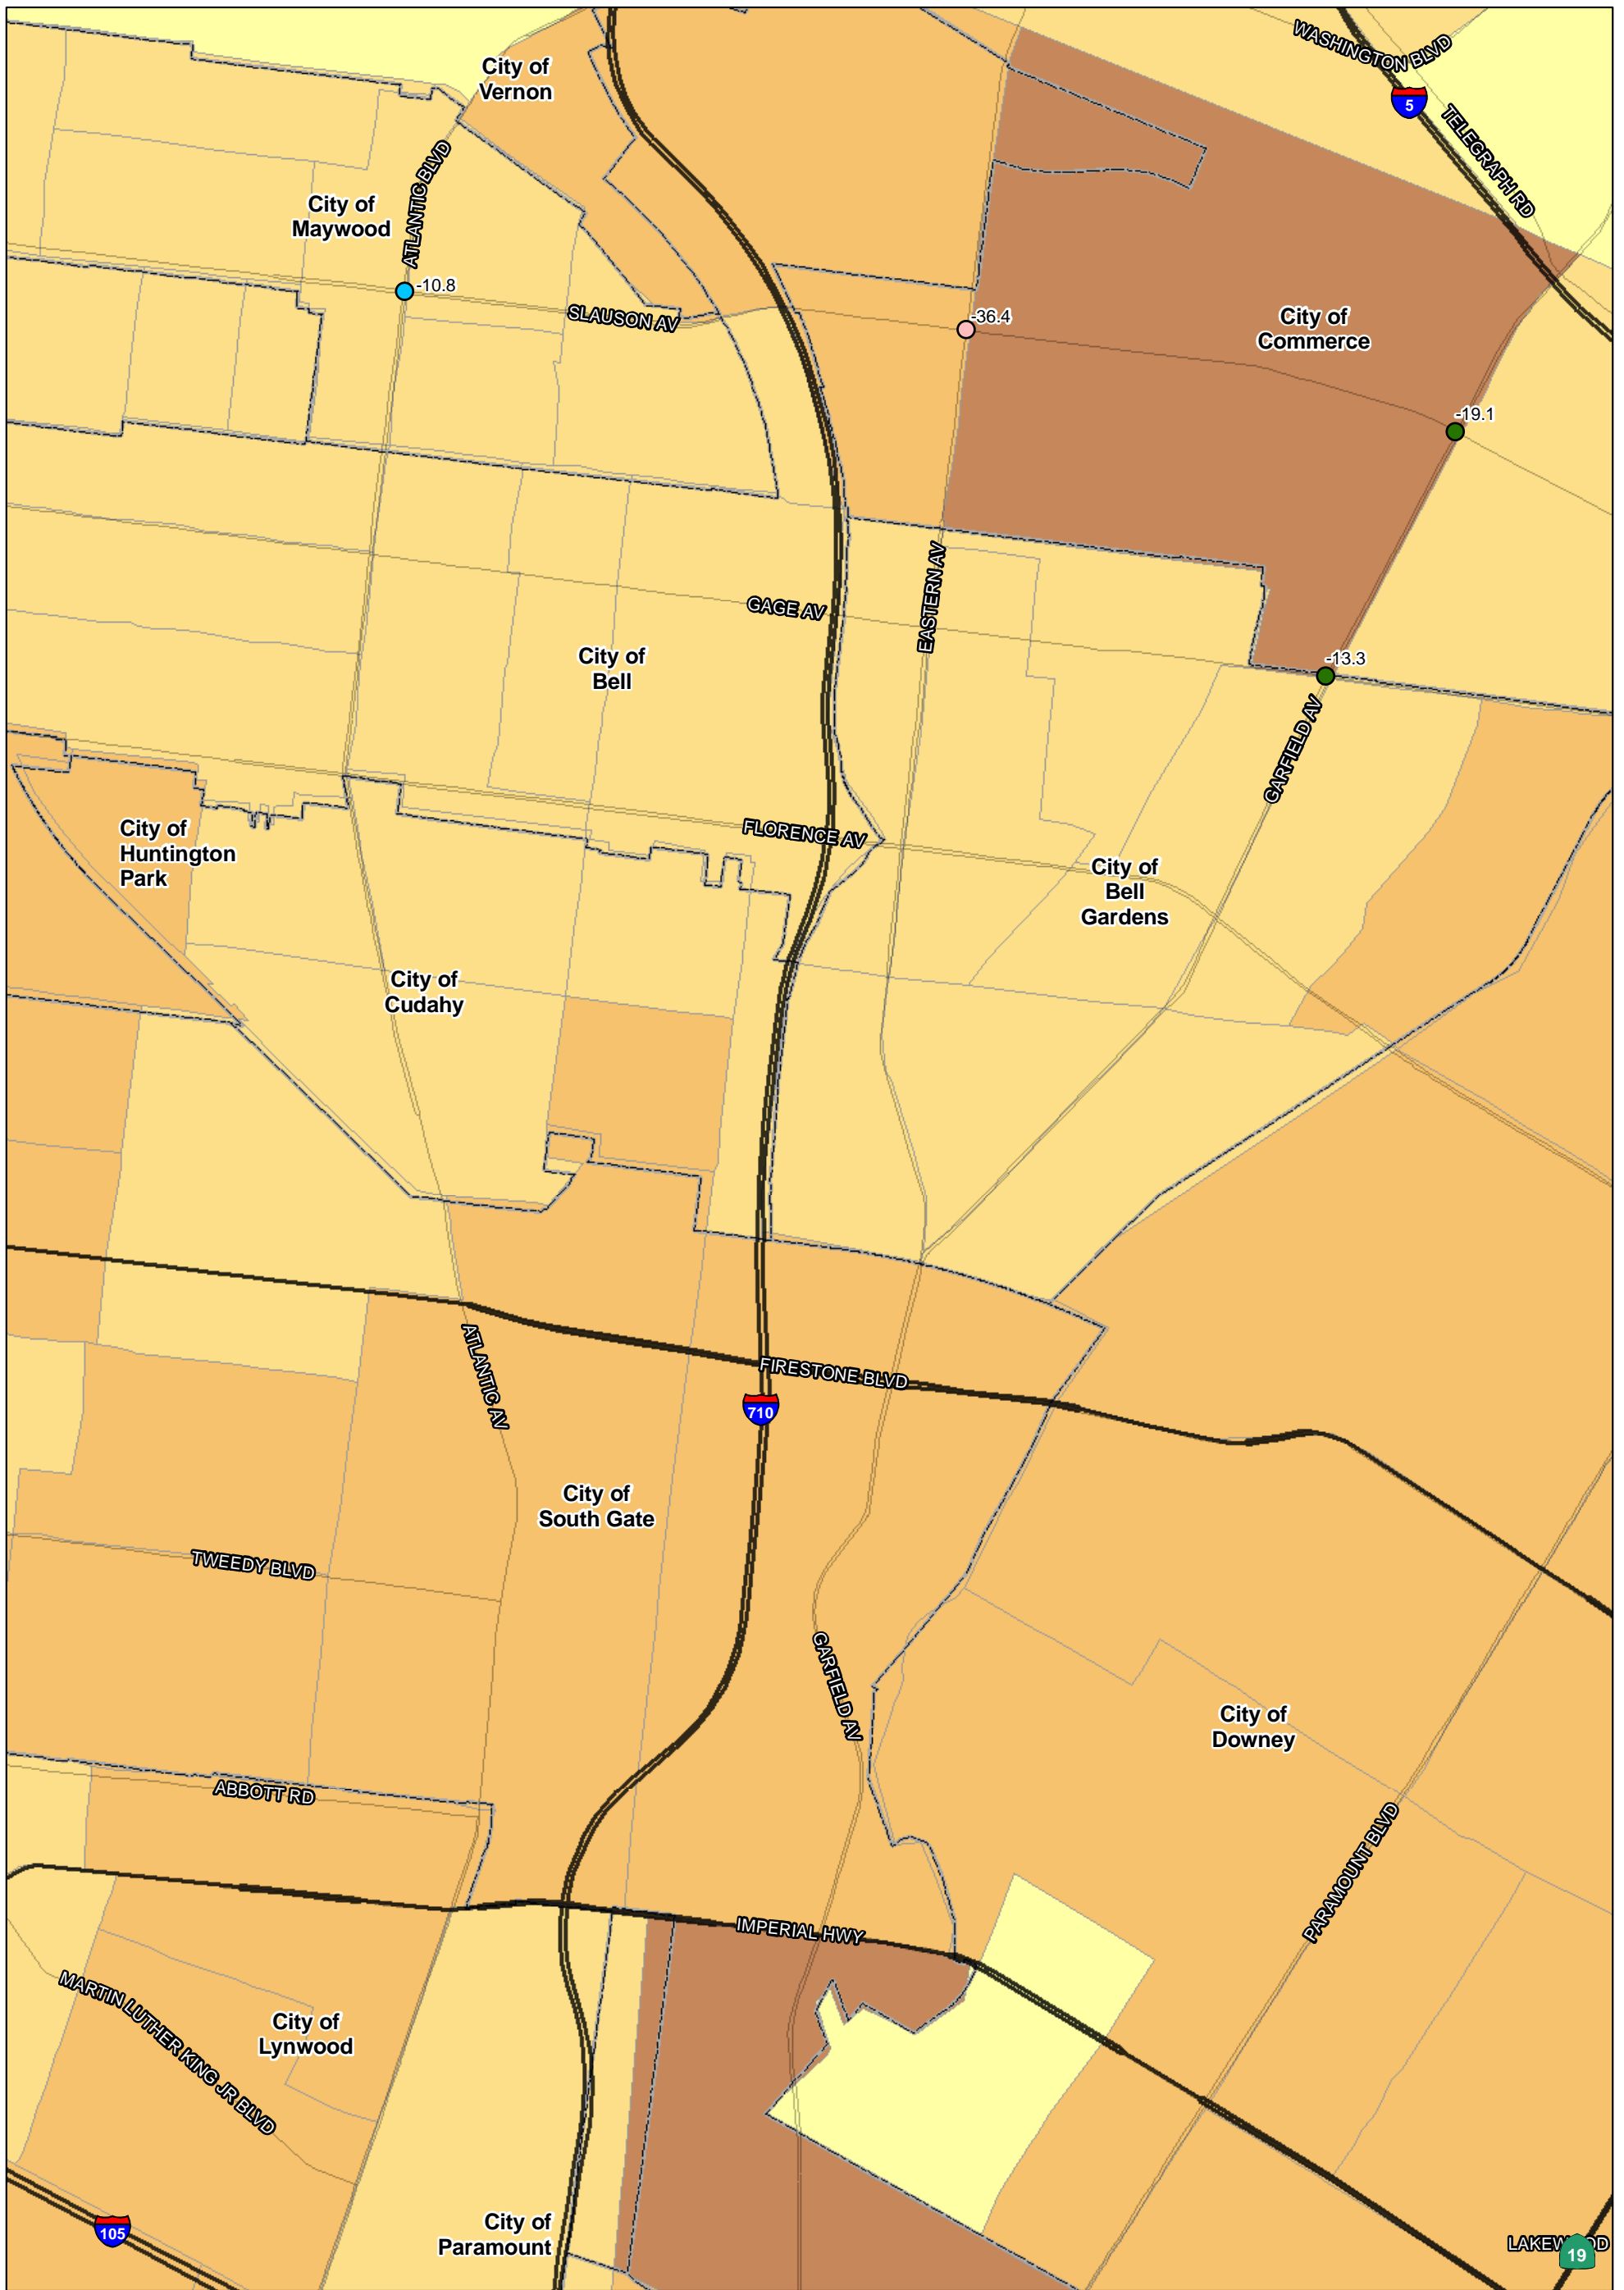 WASHINGTON BLVD
City of
Vernon
5
TELEGRAPH RD
ATLANTIC BLVD
City of
Maywood
-10.8
SLAUSON AV
-36.4
City of
Commerce
-19.1
EASTERN AV
GAGE AV
City of
Bell
-13.3
GARFIELD AV
FLORENCE AV
City of
Huntington
Park
City of
Bell
Gardens
City of
Cudahy
ATLANTIC AV
FIRESTONE BLVD
710
City of
South Gate
TWEEDY BLVD
GARFIELD AV
City of
Downey
ABBOTT RD
PARAMOUNT BLVD
IMPERIAL HWY
MARTIN LUTHER KING JR BLVD
City of
Lynwood
City of
Paramount
105
LAKEW OD
19